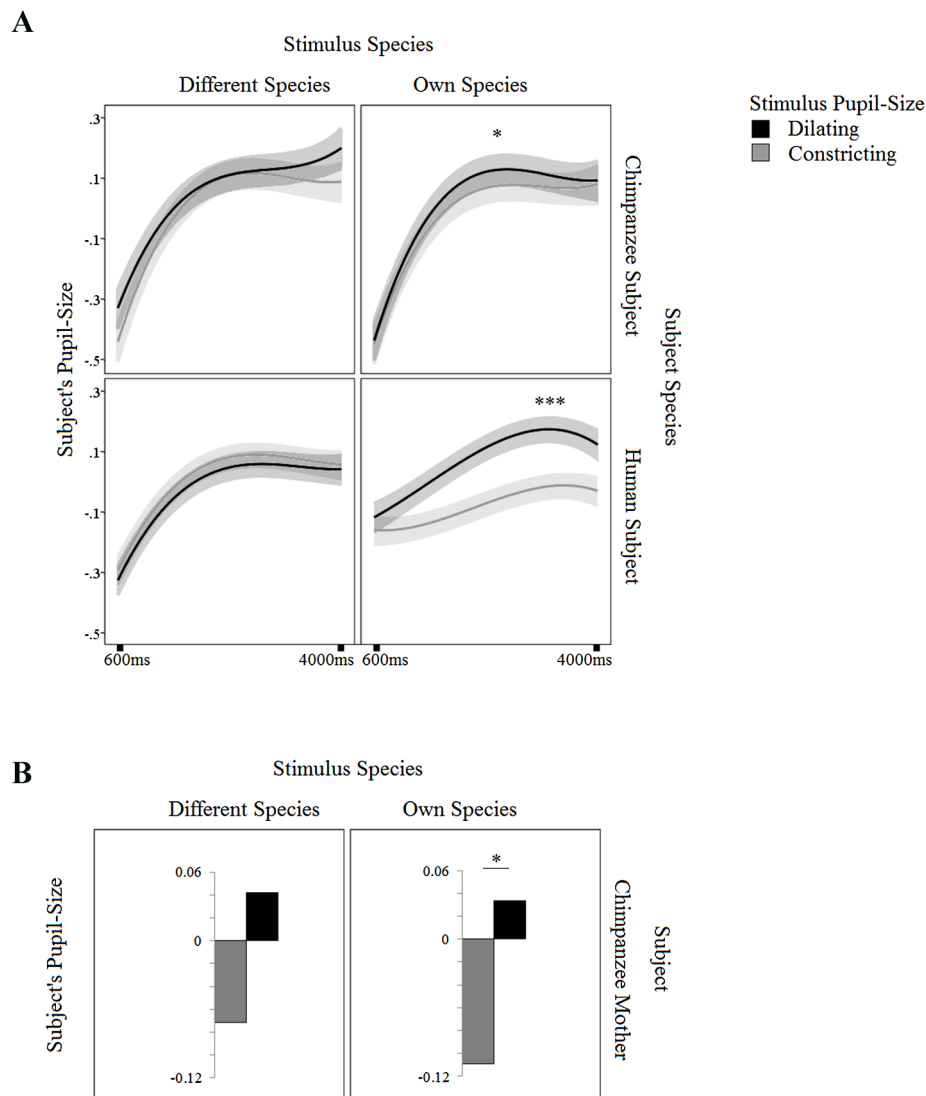 A
Stimulus Species
Different Species
Own Species
Stimulus Pupil-Size
Dilating
Constricting
Subject's Pupil-Size
.3
.1
-.1
-.3
-.5
*
Chimpanzee Subject
Subject Species
.3
.1
-.1
-.3
-.5
***
Human Subject
600ms
4000ms
600ms
4000ms
B
Stimulus Species
Different Species
Own Species
Subject's Pupil-Size
0.06
0
-0.12
0.06
0
-0.12
*
Chimpanzee Mother
Subject